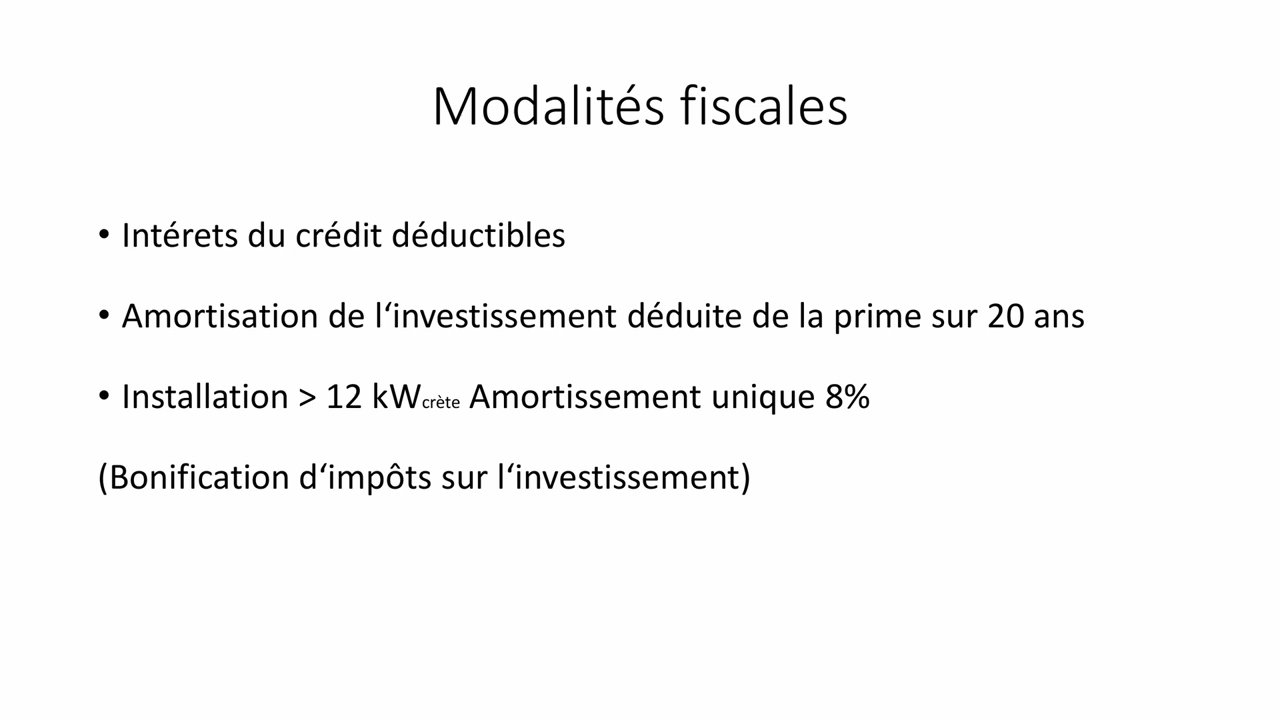 Modalités fiscales
• Intérets du crédit déductibles
• Amortisation de l‘investissement déduite de la prime sur 20 ans
• Installation > 12 kWcrète Amortissement unique 8%
(Bonification d‘impôts sur l‘investissement)